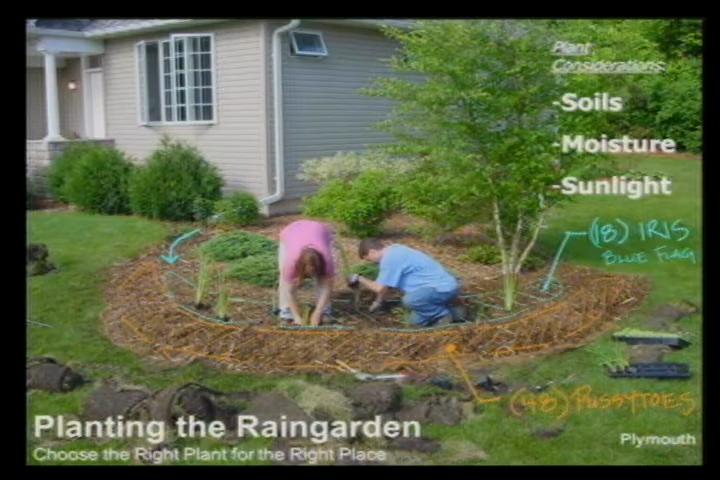 Plant
Considerations:
-Soils
-Moisture
-Sunlight
(18) IRIS
BLUE FLAG
(48) PUSSYTOES
Planting the Raingarden
Choose the Right Plant for the Right Place
Plymouth